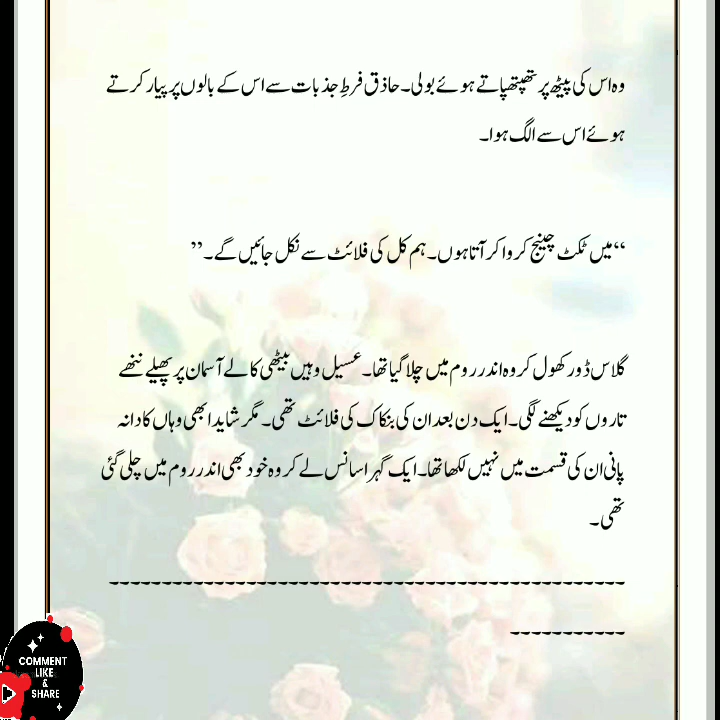 وہ اس کی پیٹھ پر تھپتھپاتے ہوئے بولی۔ حاذق فرطِ جذبات سے اس کے بالوں پر پیار کرتے
ہوئے اس سے الگ ہوا۔
“میں ٹکٹ چینج کروا کر آتا ہوں۔ ہم کل کی فلائٹ سے نکل جائیں گے۔”
گلاس ڈور کھول کر وہ اندر روم میں چلا گیا تھا۔ عسیل وہیں بیٹھی کالے آسمان پر پھیلے ننھے
تاروں کو دیکھنے لگی۔ ایک دن بعد ان کی بنکاک کی فلائٹ تھی۔ مگر شاید ابھی وہاں کا دانہ
پانی ان کی قسمت میں نہیں لکھا تھا۔ ایک گہرا سانس لے کر وہ خود بھی اندر روم میں چلی گئی
تھی۔
COMMENT
LIKE
&
SHARE